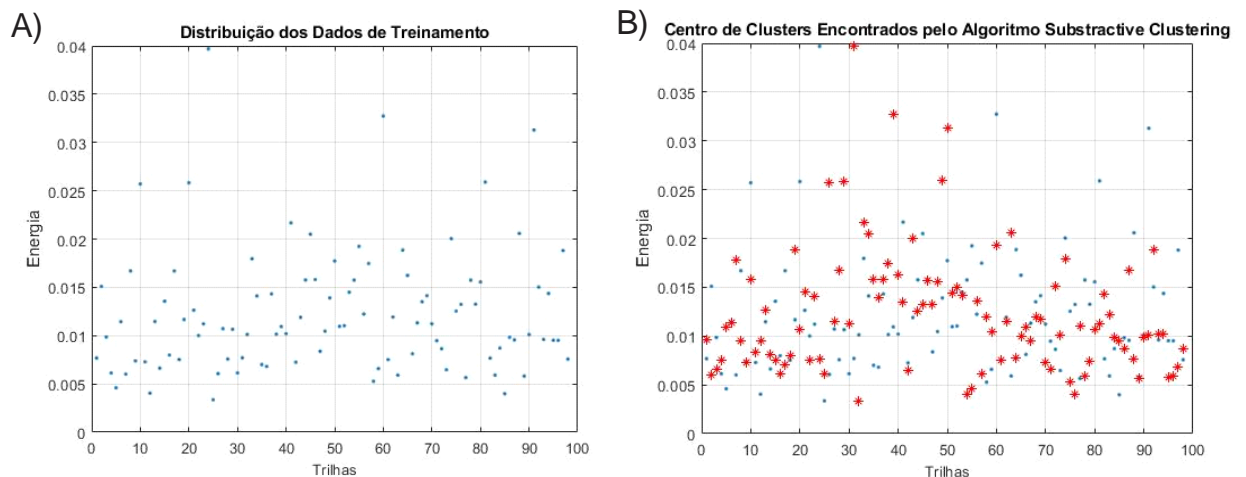 A)
Distribuição dos Dados de Treinamento
0.04
0.035
0.03
0.025
0.02
0.015
0.01
0.005
0
Energia
0 10 20 30 40 50 60 70 80 90 100
Trilhas
B)
Centro de Clusters Encontrados pelo Algoritmo Substractive Clustering
0.04
0.035
0.03
0.025
0.02
0.015
0.01
0.005
0
Energia
0 10 20 30 40 50 60 70 80 90 100
Trilhas